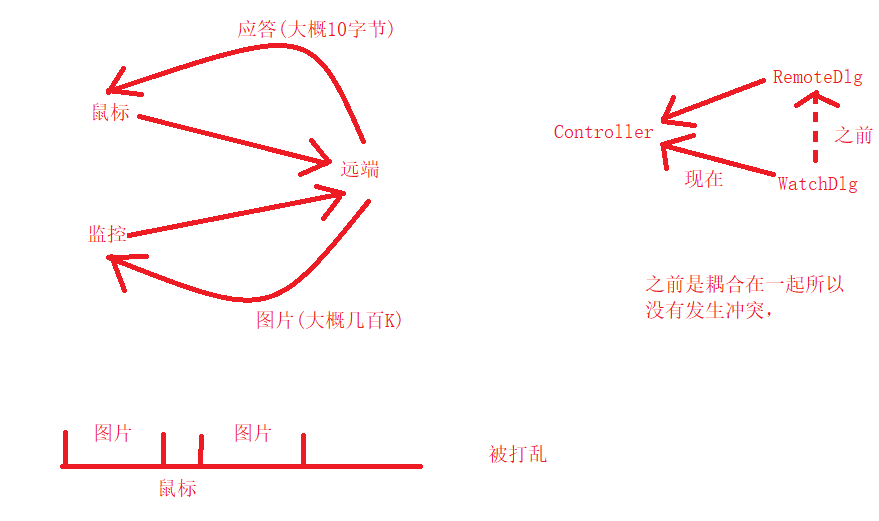 应答(大概10字节)
鼠标
远端
监控
图片(大概几百K)
RemoteDlg
Controller
之前
现在
WatchDlg
之前是耦合在一起所以
没有发生冲突,
图片
图片
鼠标
被打乱